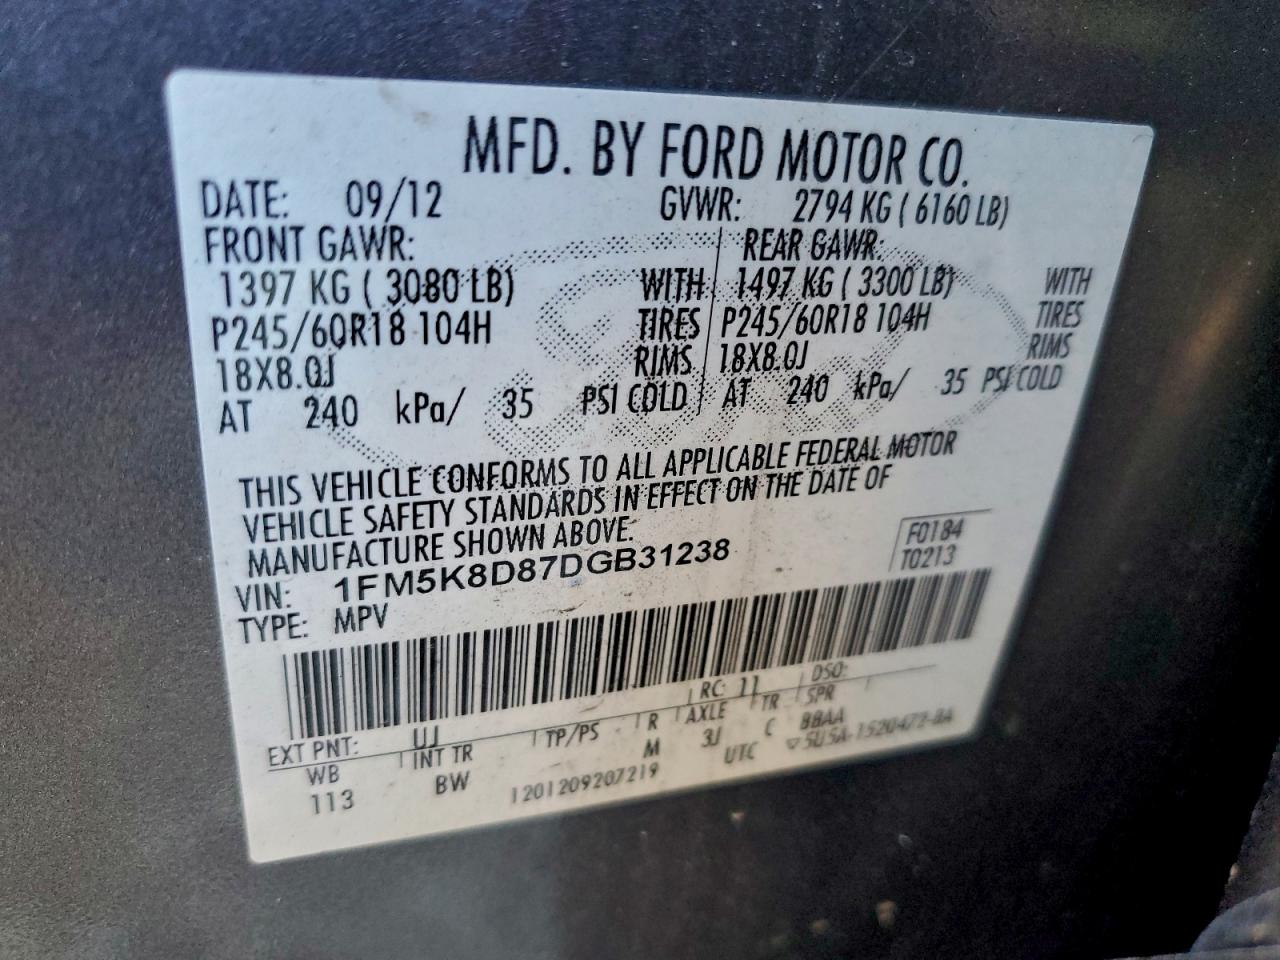 MFD. BY FORD MOTOR CO.
DATE: 09/12 GVWR: 2794 KG ( 6160 LB)
FRONT GAWR: REAR GAWR:
1397 KG ( 3080 LB) WITH 1497 KG ( 3300 LB) WITH
P245/60R18 104H TIRES P245/60R18 104H TIRES
18X8.0J RIMS 18X8.0J RIMS
AT 240 kPa/ 35 PSI COLD AT 240 kPa/ 35 PSI COLD
THIS VEHICLE CONFORMS TO ALL APPLICABLE FEDERAL MOTOR
VEHICLE SAFETY STANDARDS IN EFFECT ON THE DATE OF
MANUFACTURE SHOWN ABOVE.
F0184
VIN: 1FM5K8D87DGB31238 T0213
TYPE: MPV
EXT PNT: UJ RC: 11 DSO:
WB INT TR TP/PS R AXLE TR SPR
113 BW M 3J C BBAA
1201209207219 UTC ▽5U5A-1520472-BA